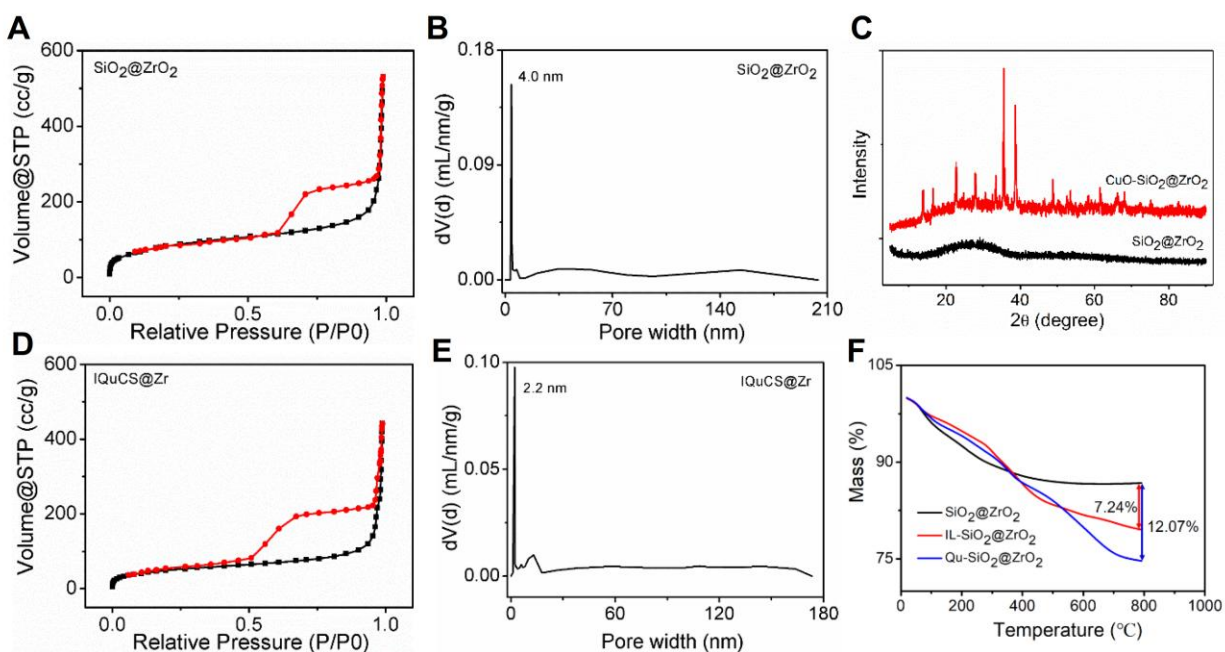 A
600
400
200
0
0.0
0.5
1.0
SiO₂@ZrO₂
Volume@STP (cc/g)
Relative Pressure (P/P0)
B
0.18
0.09
0.00
0
70
140
210
4.0 nm
SiO₂@ZrO₂
dV(d) (mL/nm/g)
Pore width (nm)
C
Intensity
CuO-SiO₂@ZrO₂
SiO₂@ZrO₂
20
40
60
80
2θ (degree)
D
600
400
200
0
0.0
0.5
1.0
IQuCS@Zr
Volume@STP (cc/g)
Relative Pressure (P/P0)
E
0.10
0.05
0.00
0
60
120
180
2.2 nm
IQuCS@Zr
dV(d) (mL/nm/g)
Pore width (nm)
F
105
90
75
Mass (%)
7.24%
12.07%
SiO₂@ZrO₂
IL-SiO₂@ZrO₂
Qu-SiO₂@ZrO₂
0
200
400
600
800
1000
Temperature (℃)